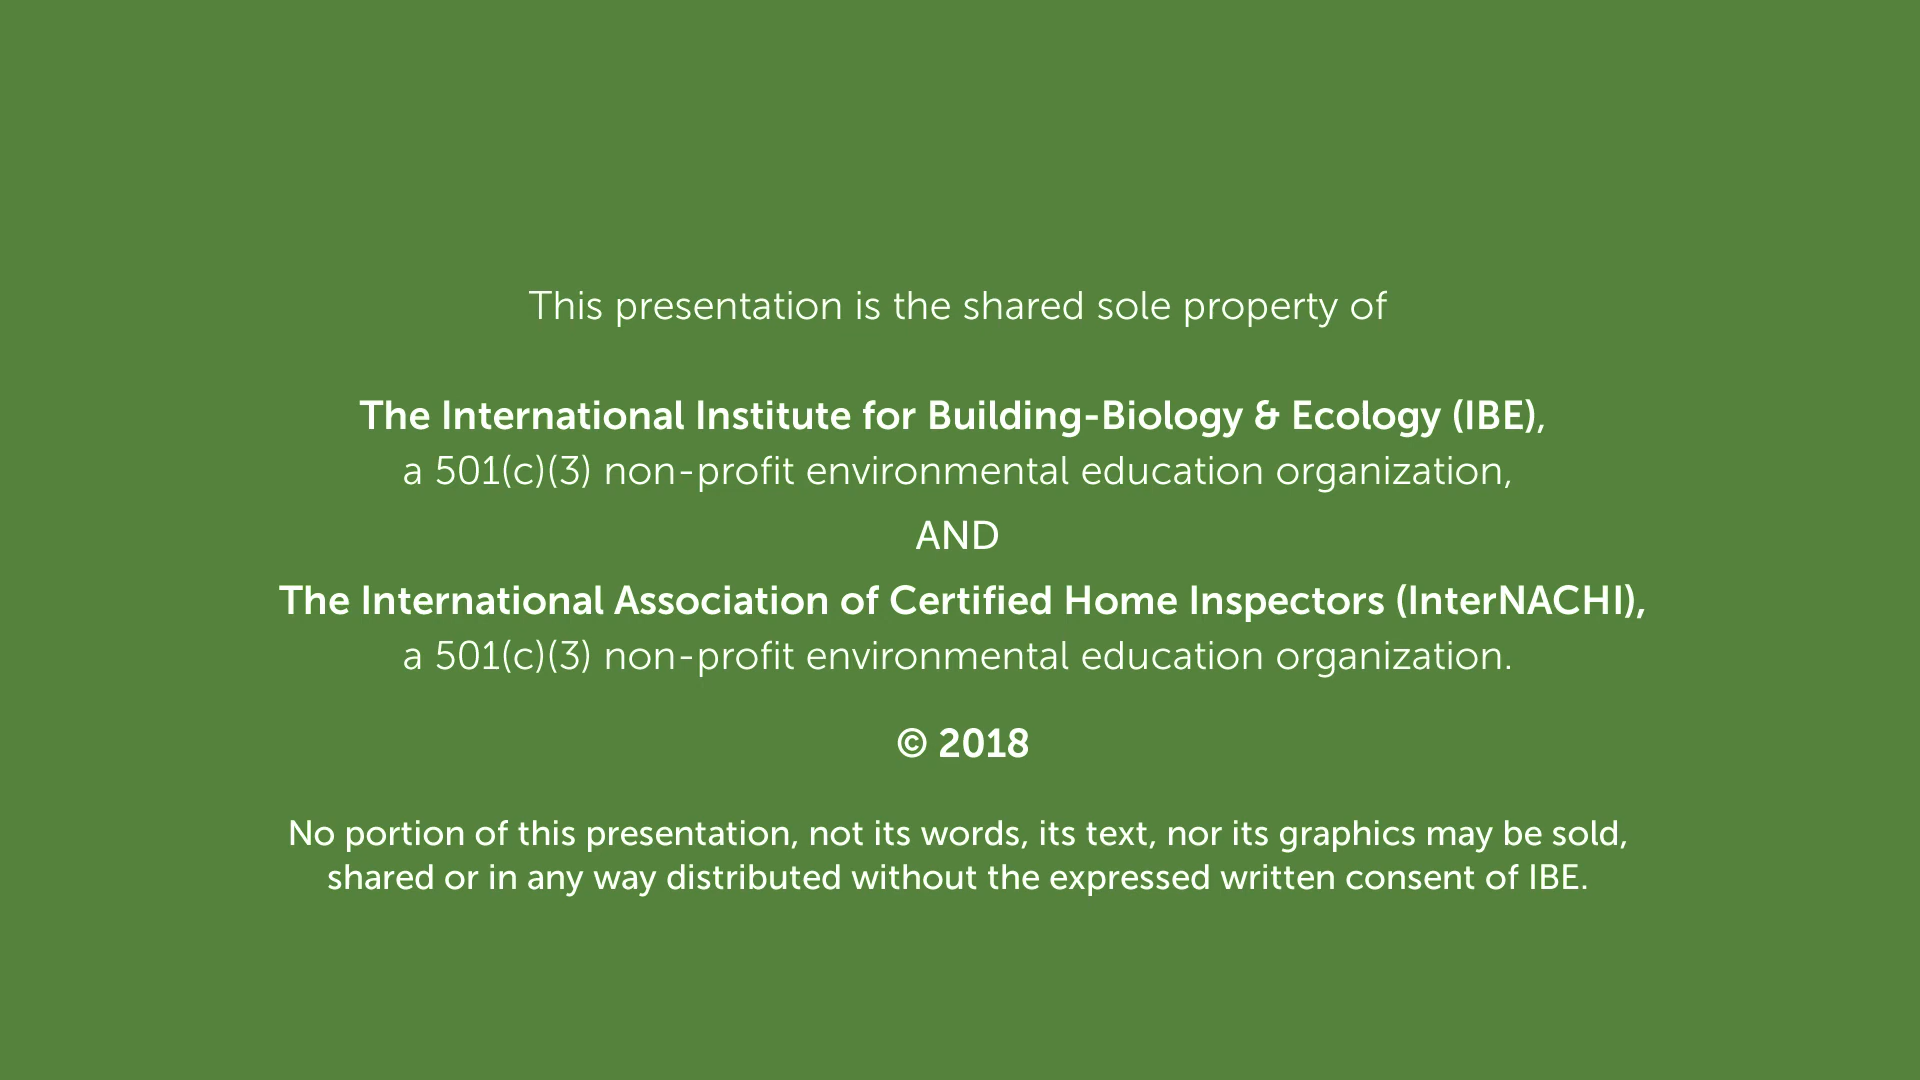 This presentation is the shared sole property of
The International Institute for Building-Biology & Ecology (IBE),
a 501(c)(3) non-profit environmental education organization,
AND
The International Association of Certified Home Inspectors (InterNACHI),
a 501(c)(3) non-profit environmental education organization.
© 2018
No portion of this presentation, not its words, its text, nor its graphics may be sold,
shared or in any way distributed without the expressed written consent of IBE.